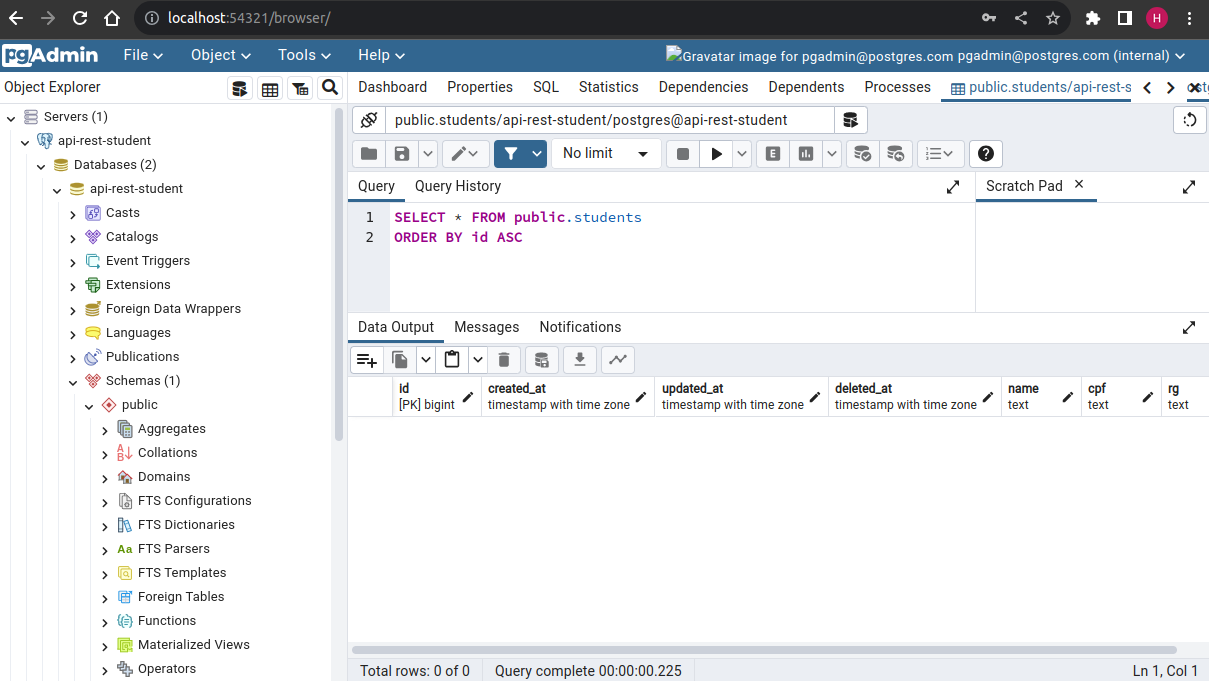 localhost:54321/browser/
H
pgAdmin File Object Tools Help Gravatar image for pgadmin@postgres.com pgadmin@postgres.com (internal)
Object Explorer
Dashboard Properties SQL Statistics Dependencies Dependents Processes public.students/api-rest-s
Servers (1)
api-rest-student
Databases (2)
api-rest-student
Casts
Catalogs
Event Triggers
Extensions
Foreign Data Wrappers
Languages
Publications
Schemas (1)
public
Aggregates
Collations
Domains
FTS Configurations
FTS Dictionaries
Aa FTS Parsers
FTS Templates
Foreign Tables
Functions
Materialized Views
Operators
public.students/api-rest-student/postgres@api-rest-student
No limit
E
Query Query History
Scratch Pad
1 SELECT * FROM public.students
2 ORDER BY id ASC
Data Output Messages Notifications
id created_at updated_at deleted_at name cpf rg
[PK] bigint timestamp with time zone timestamp with time zone timestamp with time zone text text text
Total rows: 0 of 0 Query complete 00:00:00.225 Ln 1, Col 1